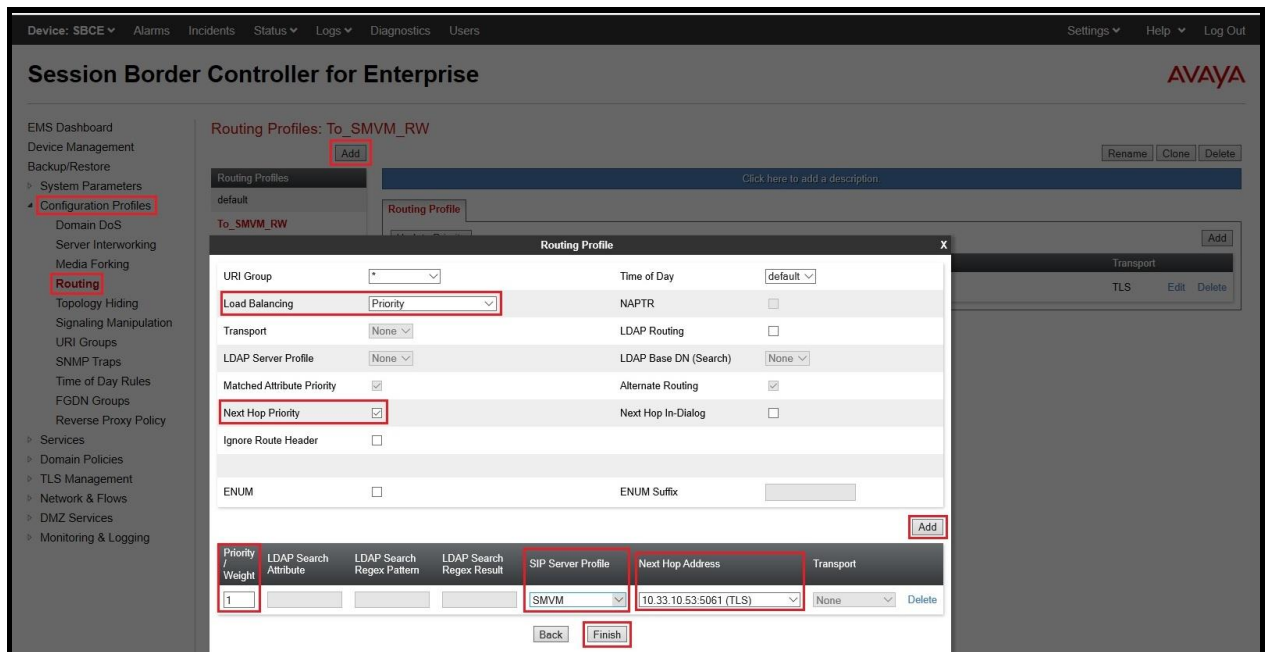 Device: SBCE Alarms Incidents Status Logs Diagnostics Users Settings Help Log Out
Session Border Controller for Enterprise
AVAYA
EMS Dashboard
Device Management
Backup/Restore
System Parameters
Configuration Profiles
Domain DoS
Server Interworking
Media Forking
Routing
Topology Hiding
Signaling Manipulation
URI Groups
SNMP Traps
Time of Day Rules
FGDN Groups
Reverse Proxy Policy
Services
Domain Policies
TLS Management
Network & Flows
DMZ Services
Monitoring & Logging
Routing Profiles: To_SMVM_RW
Add
Rename Clone Delete
Routing Profiles
default
To_SMVM_RW
Click here to add a description.
Routing Profile
Add
Transport
TLS Edit Delete
Routing Profile X
URI Group * Time of Day default
Load Balancing Priority NAPTR
Transport None LDAP Routing
LDAP Server Profile None LDAP Base DN (Search) None
Matched Attribute Priority Alternate Routing
Next Hop Priority Next Hop In-Dialog
Ignore Route Header
ENUM ENUM Suffix
Add
Priority / Weight LDAP Search Attribute LDAP Search Regex Pattern LDAP Search Regex Result SIP Server Profile Next Hop Address Transport
1 SMVM 10.33.10.53:5061 (TLS) None Delete
Back Finish